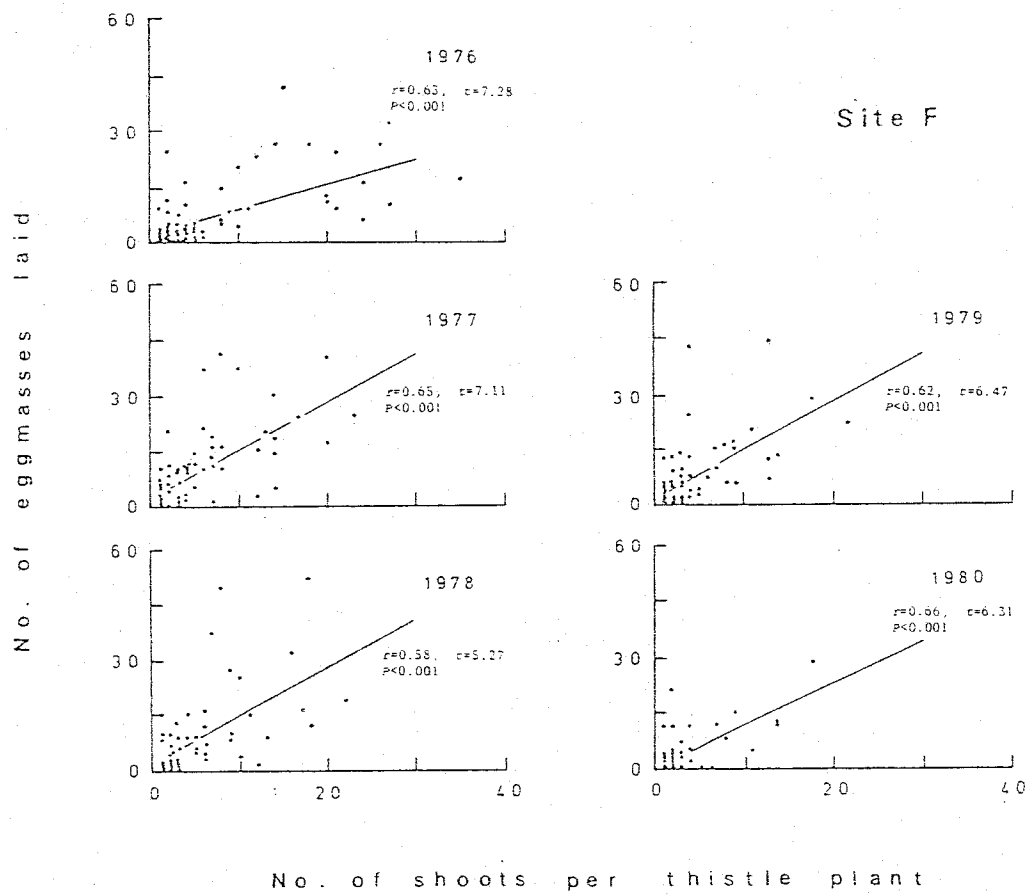 60
1976
r=0.63, t=7.28
P<0.001
30
0
Site F
60
1977
r=0.65, t=7.11
P<0.001
30
0
60
1979
r=0.62, t=6.47
P<0.001
30
0
60
1978
r=0.58, t=5.27
P<0.001
30
0
0 20 40
60
1980
r=0.66, t=6.31
P<0.001
30
0
0 20 40
No. of eggmasses laid
No. of shoots per thistle plant